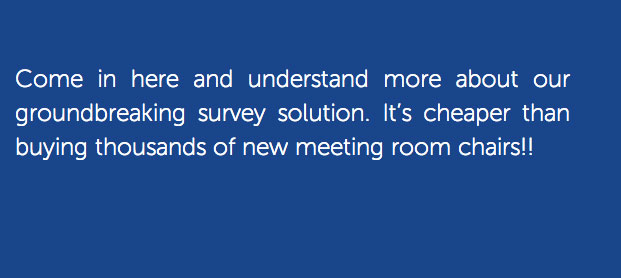 Come in here and understand more about our
groundbreaking survey solution. It’s cheaper than
buying thousands of new meeting room chairs!!